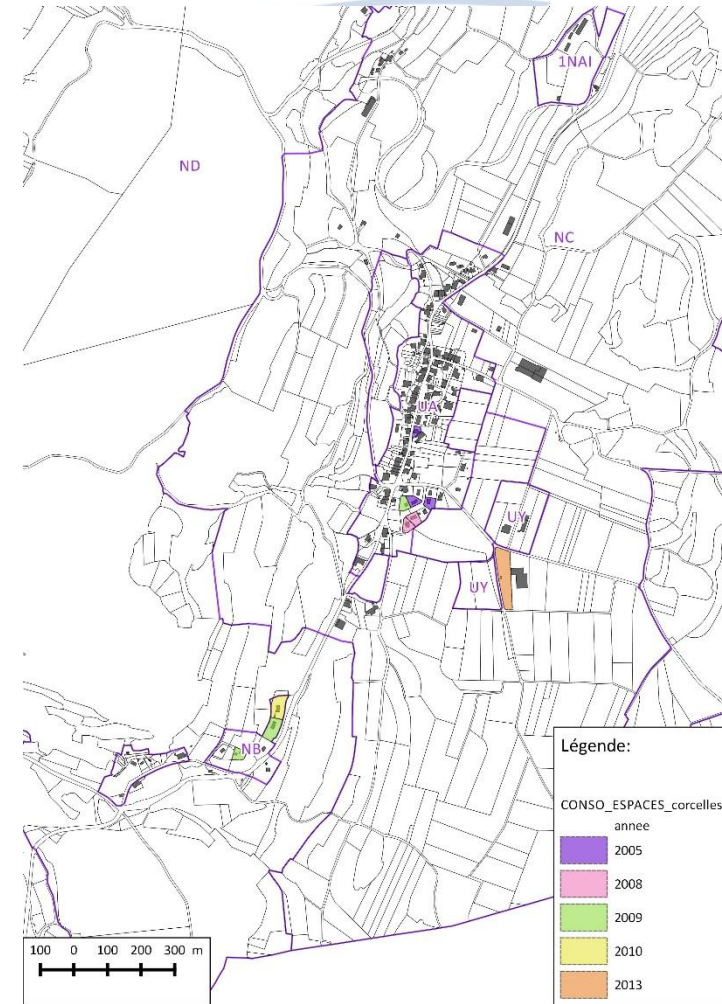 1NAI
ND
NC
UA
UY
UY
NB
Légende:
CONSO_ESPACES_corcelles
annee
2005
2008
2009
2010
2013
100 0 100 200 300 m